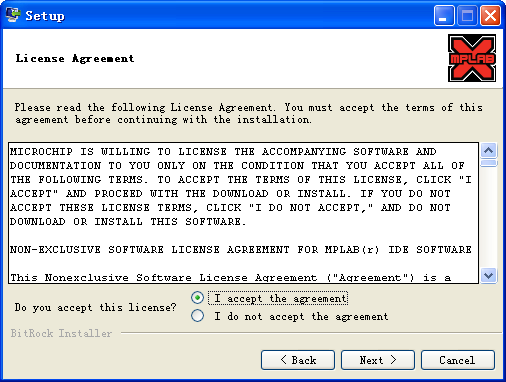 Setup
License Agreement
MPLAB
Please read the following License Agreement. You must accept the terms of this
agreement before continuing with the installation.
MICROCHIP IS WILLING TO LICENSE THE ACCOMPANYING SOFTWARE AND
DOCUMENTATION TO YOU ONLY ON THE CONDITION THAT YOU ACCEPT ALL OF
THE FOLLOWING TERMS. TO ACCEPT THE TERMS OF THIS LICENSE, CLICK "I
ACCEPT" AND PROCEED WITH THE DOWNLOAD OR INSTALL. IF YOU DO NOT
ACCEPT THESE LICENSE TERMS, CLICK "I DO NOT ACCEPT," AND DO NOT
DOWNLOAD OR INSTALL THIS SOFTWARE.
NON-EXCLUSIVE SOFTWARE LICENSE AGREEMENT FOR MPLAB(r) IDE SOFTWARE
This Nonexclusive Software License Agreement ("Agreement") is a
Do you accept this license?
I accept the agreement
I do not accept the agreement
BitRock Installer
< Back
Next >
Cancel